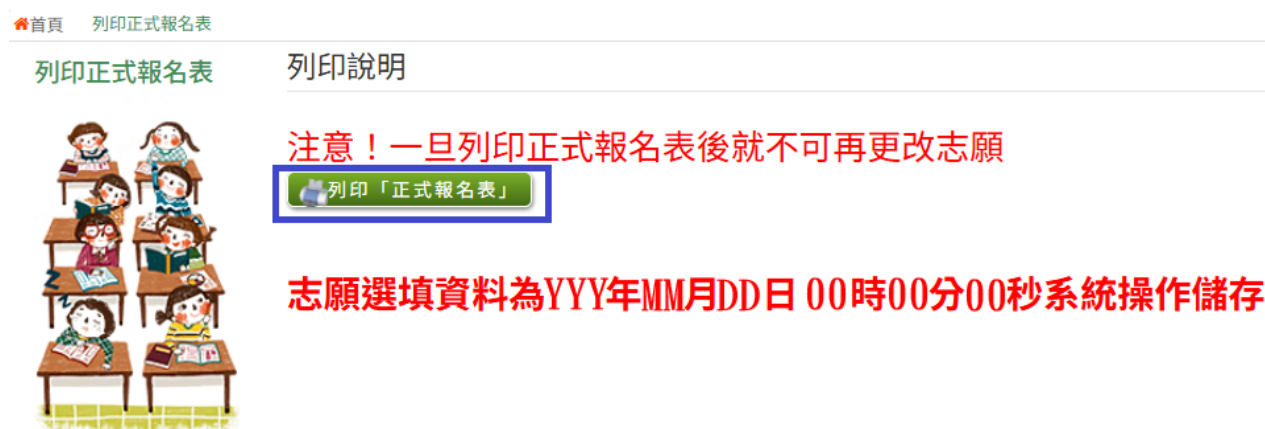 首頁 列印正式報名表
列印正式報名表
列印說明
注意！一旦列印正式報名表後就不可再更改志願
列印「正式報名表」
志願選填資料為YYY年MM月DD日 00時00分00秒系統操作儲存